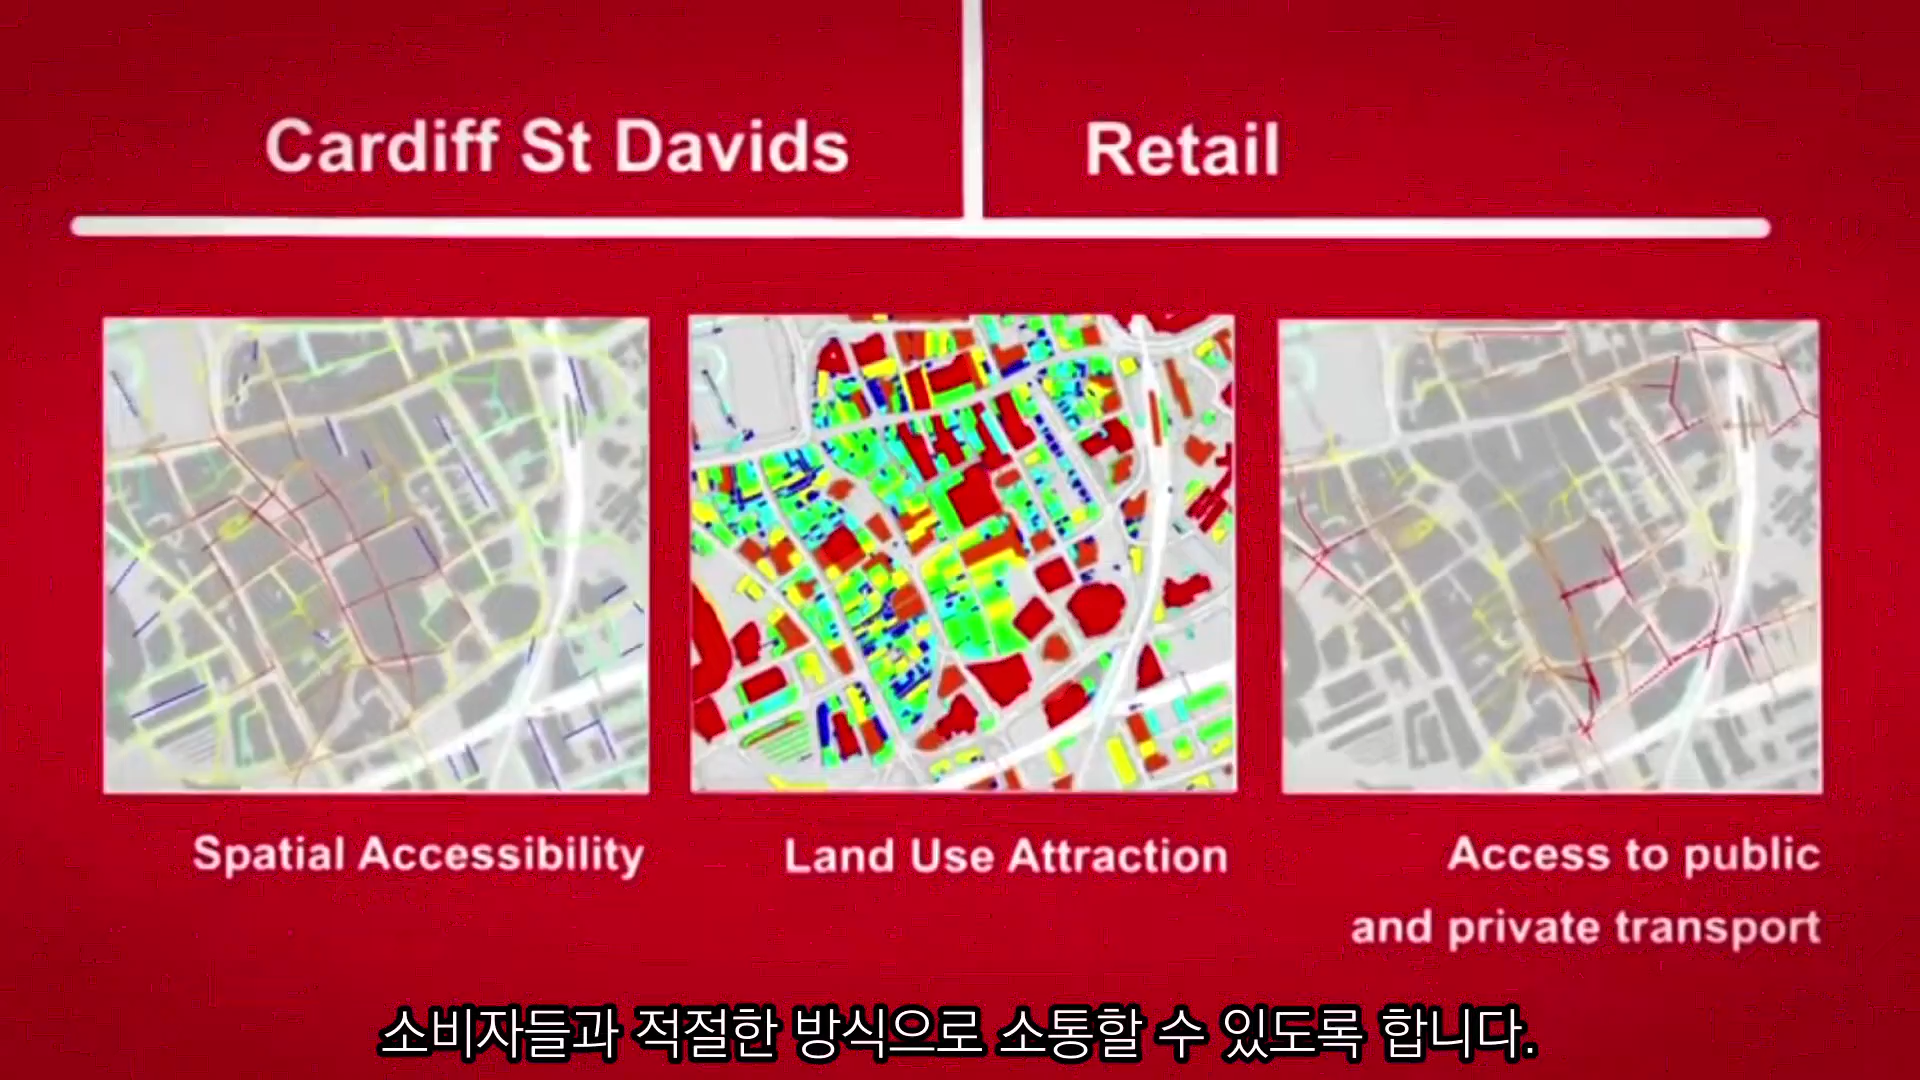 Cardiff St Davids
Retail
Spatial Accessibility
Land Use Attraction
Access to public
and private transport
소비자들과 적절한 방식으로 소통할 수 있도록 합니다.